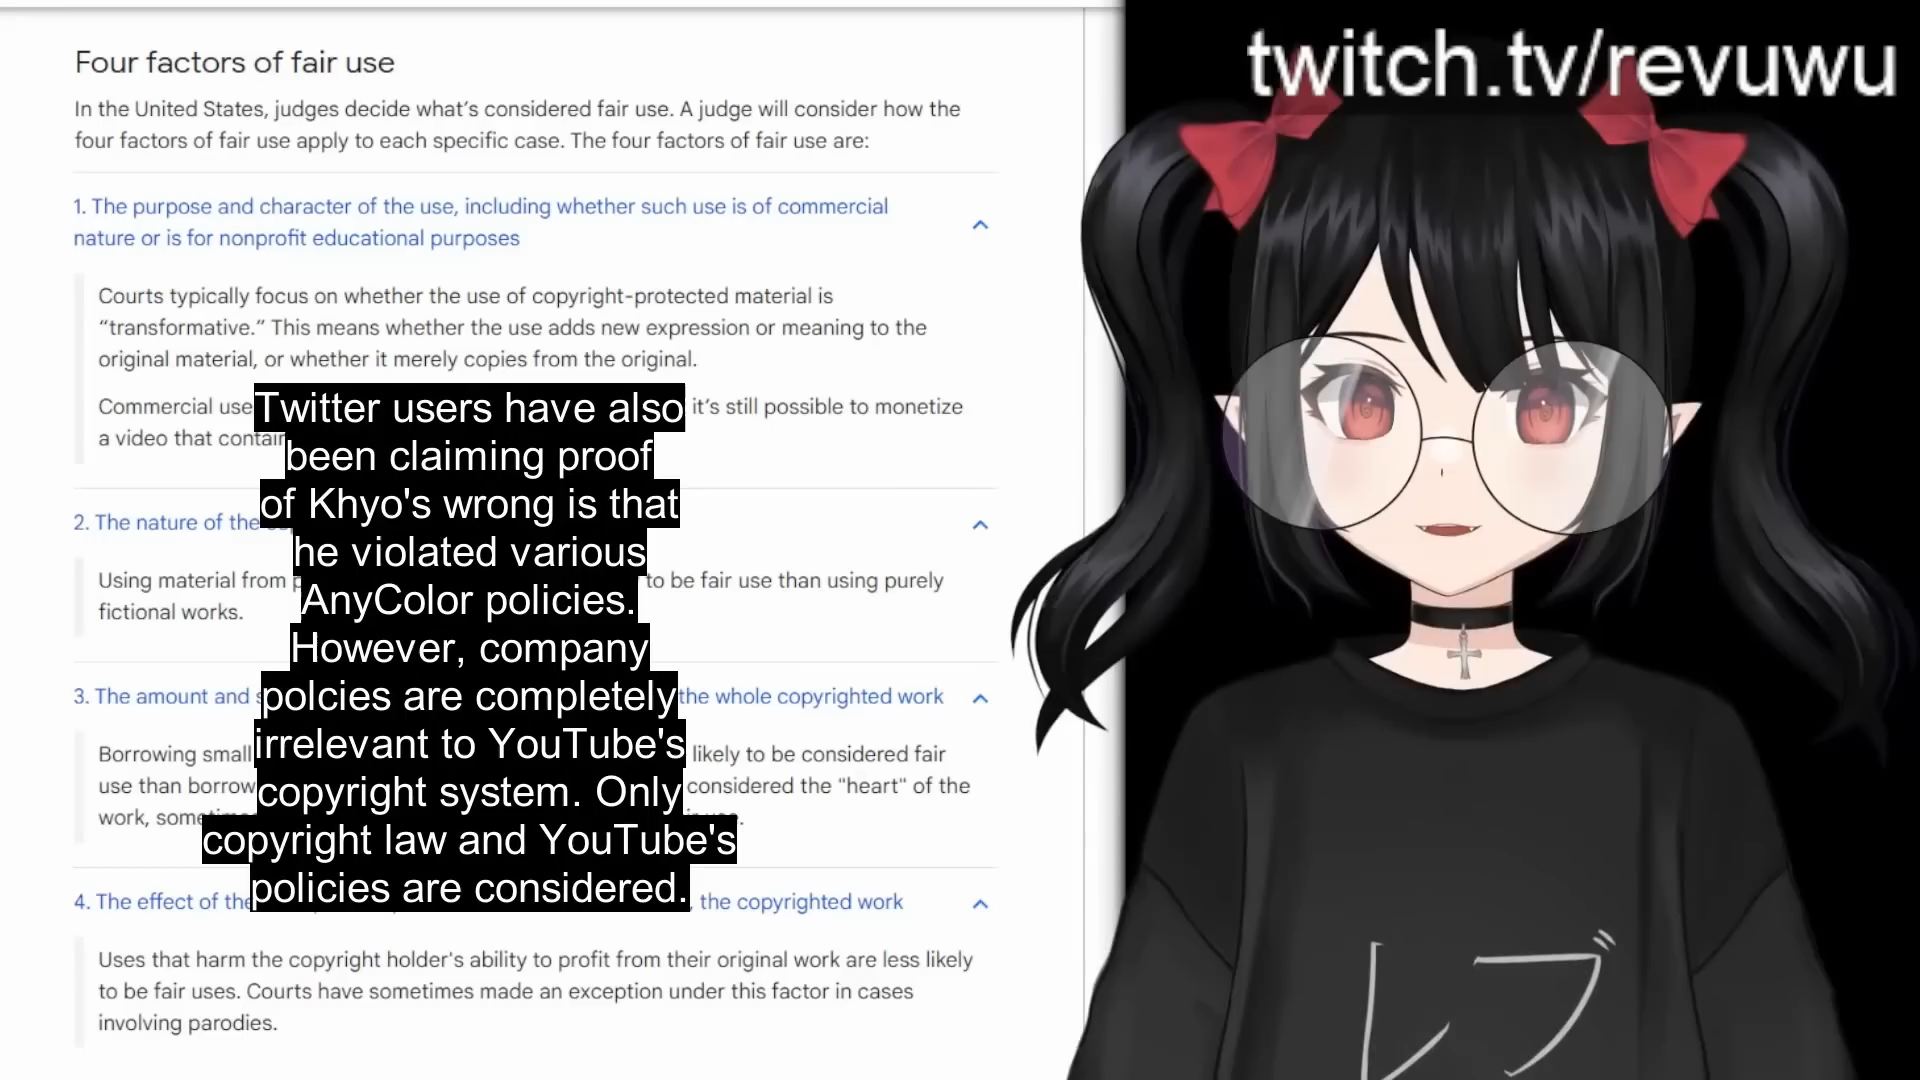 twitch.tv/revuwu
Four factors of fair use
In the United States, judges decide what's considered fair use. A judge will consider how the
four factors of fair use apply to each specific case. The four factors of fair use are:
1. The purpose and character of the use, including whether such use is of commercial
nature or is for nonprofit educational purposes
Courts typically focus on whether the use of copyright-protected material is
“transformative.” This means whether the use adds new expression or meaning to the
original material, or whether it merely copies from the original.
Commercial use it's still possible to monetize
a video that contain
2. The nature of the
Using material from to be fair use than using purely
fictional works.
3. The amount and the whole copyrighted work
Borrowing small likely to be considered fair
use than borrow considered the "heart" of the
work,
4. The effect of the the copyrighted work
Uses that harm the copyright holder's ability to profit from their original work are less likely
to be fair uses. Courts have sometimes made an exception under this factor in cases
involving parodies.
Twitter users have also
been claiming proof
of Khyo's wrong is that
he violated various
AnyColor policies.
However, company
polcies are completely
irrelevant to YouTube's
copyright system. Only
copyright law and YouTube's
policies are considered.
レブ